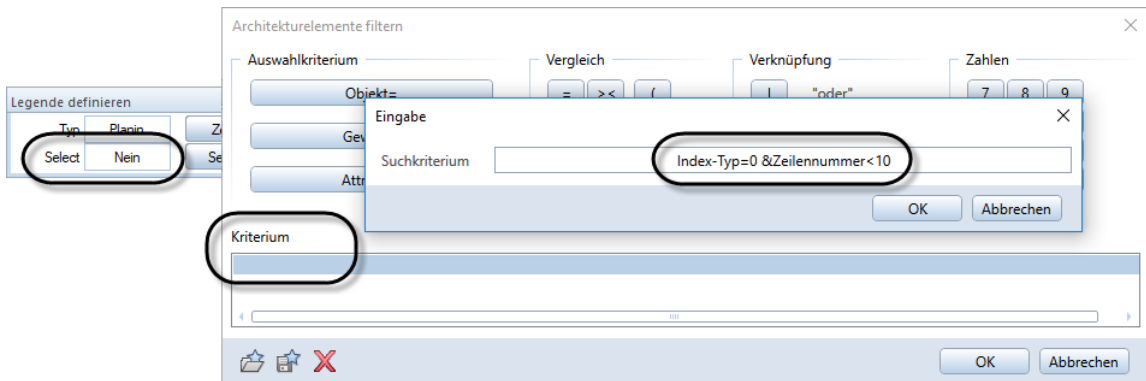 Architekturelemente filtern
Auswahlkriterium
Vergleich
Verknüpfung
Zahlen
Objekt=
= >< (
| "oder"
7 8 9
Legende definieren
Typ Planin
Select Nein
Eingabe
Suchkriterium Index-Typ=0 &Zeilennummer<10
OK Abbrechen
Kriterium
OK Abbrechen